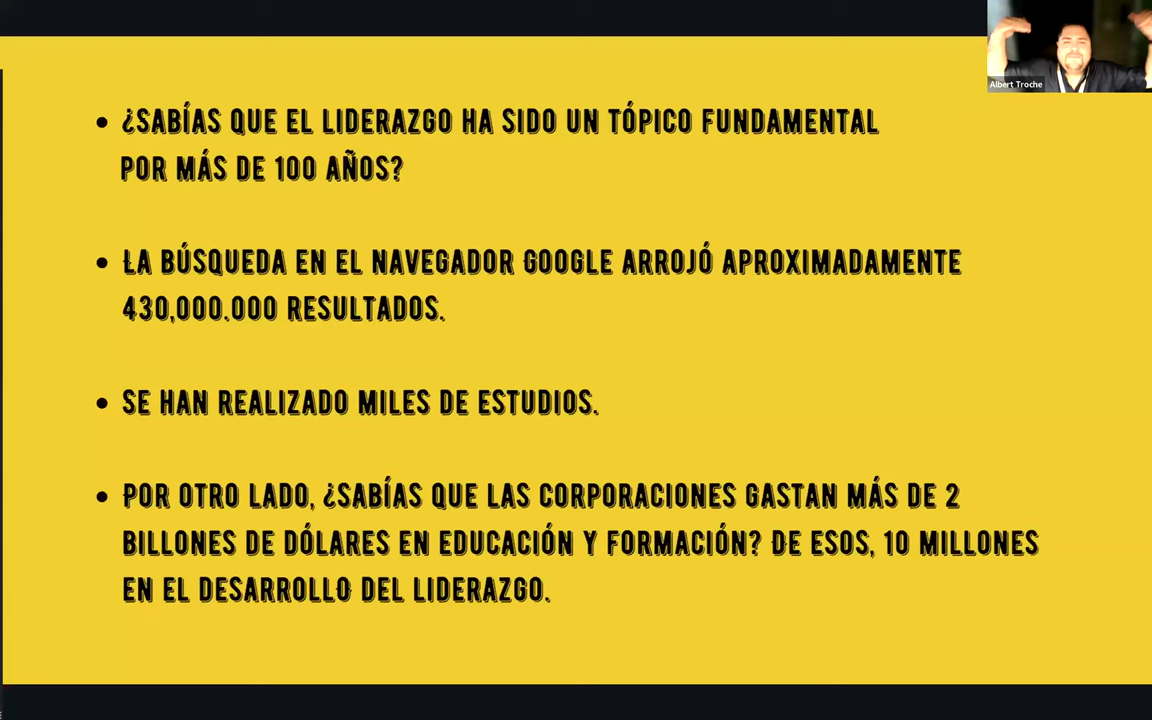 Albert Troche
• ¿SABÍAS QUE EL LIDERAZGO HA SIDO UN TÓPICO FUNDAMENTAL
POR MÁS DE 100 AÑOS?
• LA BÚSQUEDA EN EL NAVEGADOR GOOGLE ARROJÓ APROXIMADAMENTE
430,000.000 RESULTADOS.
• SE HAN REALIZADO MILES DE ESTUDIOS.
• POR OTRO LADO, ¿SABÍAS QUE LAS CORPORACIONES GASTAN MÁS DE 2
BILLONES DE DÓLARES EN EDUCACIÓN Y FORMACIÓN? DE ESOS, 10 MILLONES
EN EL DESARROLLO DEL LIDERAZGO.